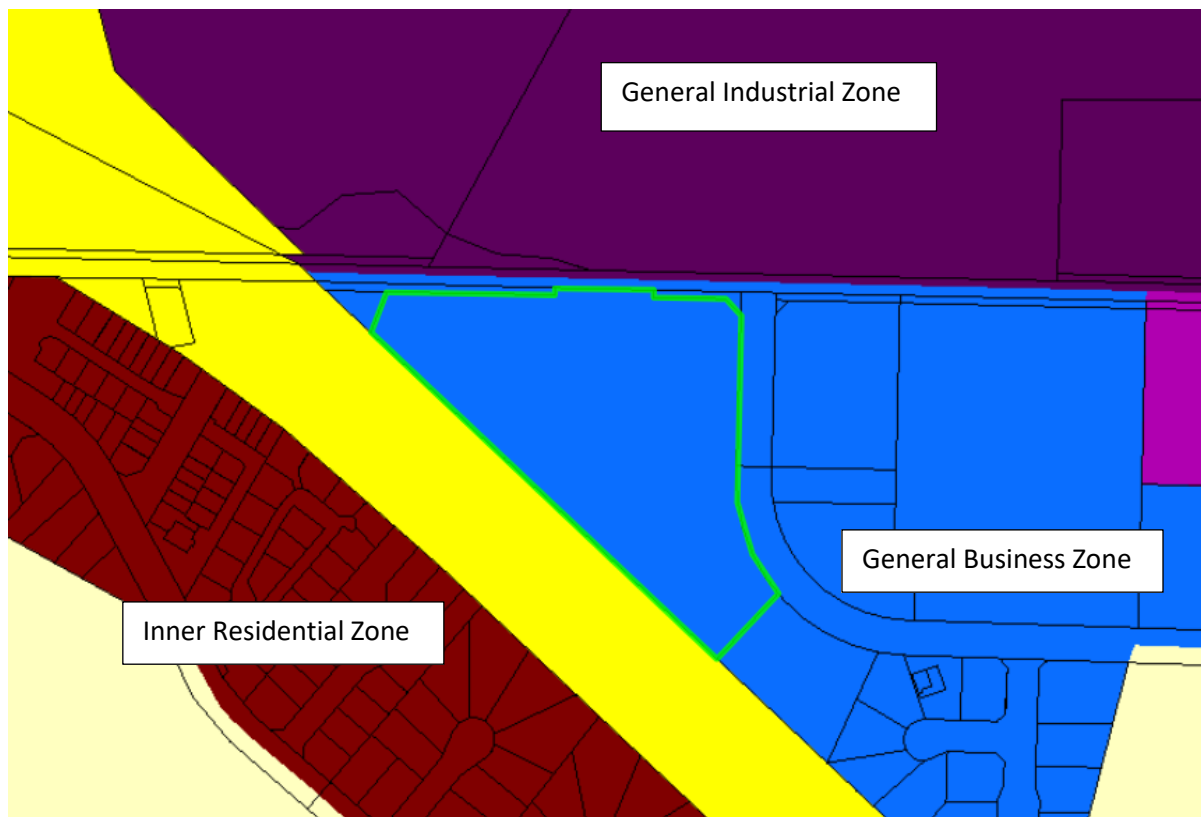 General Industrial Zone
General Business Zone
Inner Residential Zone